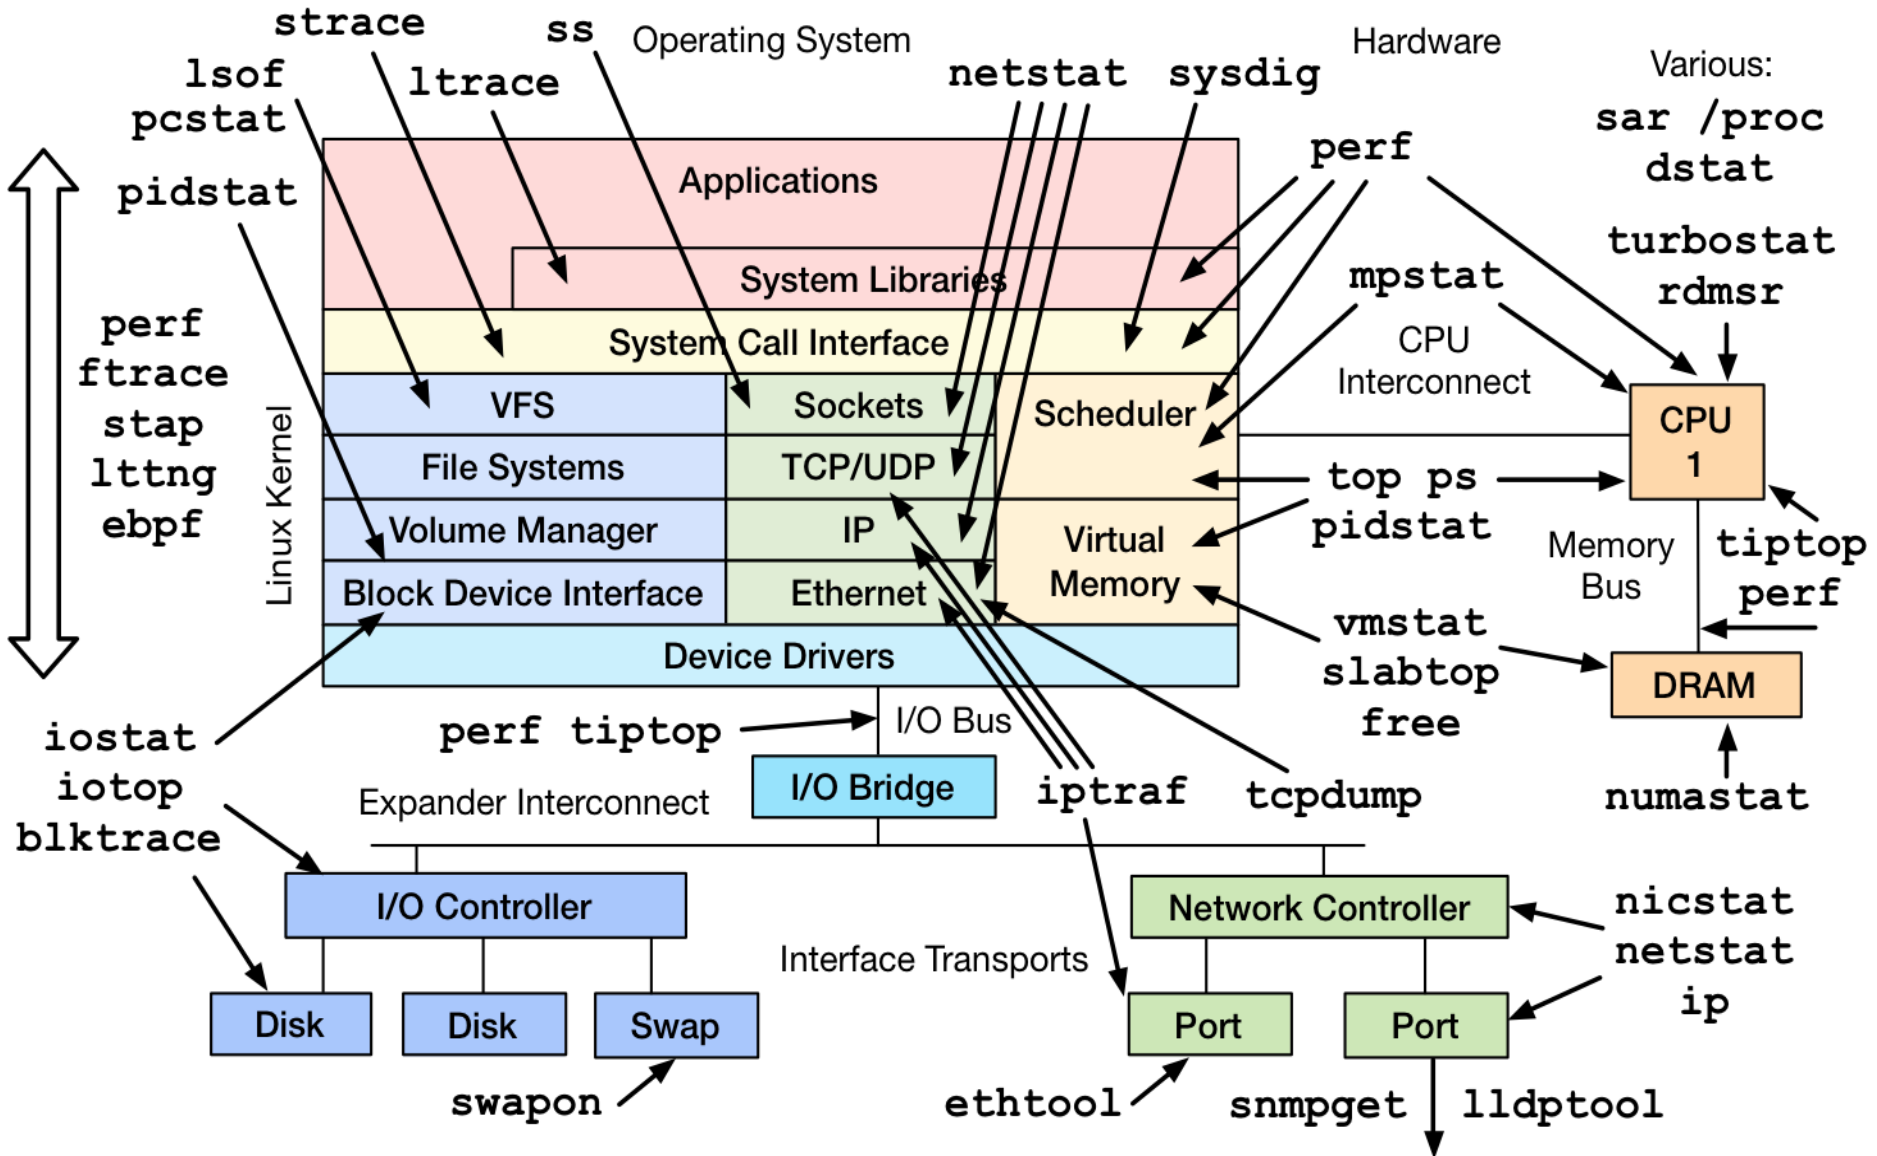 strace
ss
Operating System
Hardware
Various:
lsof
pcstat
ltrace
netstat
sysdig
sar /proc
dstat
perf
pidstat
Applications
turbostat
rdmsr
System Libraries
mpstat
System Call Interface
CPU
Interconnect
perf
ftrace
stap
lttng
ebpf
Linux Kernel
VFS
Sockets
Scheduler
CPU
1
File Systems
TCP/UDP
top ps
pidstat
Volume Manager
IP
Virtual
Memory
Memory
Bus
tiptop
perf
Block Device Interface
Ethernet
vmstat
slabtop
free
Device Drivers
DRAM
iostat
iotop
blktrace
perf tiptop
I/O Bus
I/O Bridge
iptraf
tcpdump
numastat
Expander Interconnect
I/O Controller
Network Controller
nicstat
netstat
ip
Interface Transports
Disk
Disk
Swap
Port
Port
swapon
ethtool
snmpget
lldptool